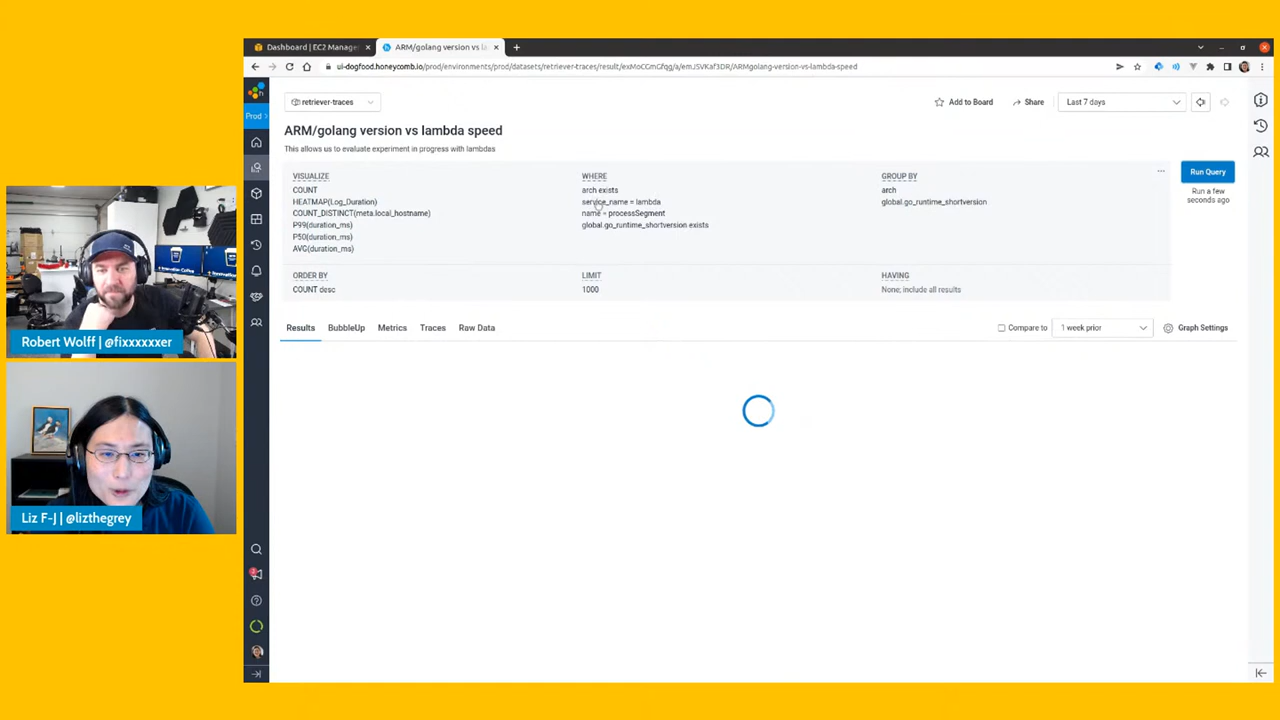 Dashboard | EC2 Manage
ARM/golang version vs la
ui-dogfood.honeycomb.io/prod/environments/prod/datasets/retriever-traces/result/exMoCGmGfqg/a/emJSVKaf3DR/ARMgolang-version-vs-lambda-speed
Prod
retriever-traces
Add to Board
Share
Last 7 days
ARM/golang version vs lambda speed
This allows us to evaluate experiment in progress with lambdas
VISUALIZE
COUNT
HEATMAP(Log_Duration)
COUNT_DISTINCT(meta.local_hostname)
P99(duration_ms)
P50(duration_ms)
AVG(duration_ms)
WHERE
arch exists
service_name = lambda
name = processSegment
global.go_runtime_shortversion exists
GROUP BY
arch
global.go_runtime_shortversion
Run Query
Run a few
seconds ago
ORDER BY
COUNT desc
LIMIT
1000
HAVING
None; include all results
Results
BubbleUp
Metrics
Traces
Raw Data
Compare to
1 week prior
Graph Settings
Robert Wolff | @fixxxxxxer
Liz F-J | @lizthegrey